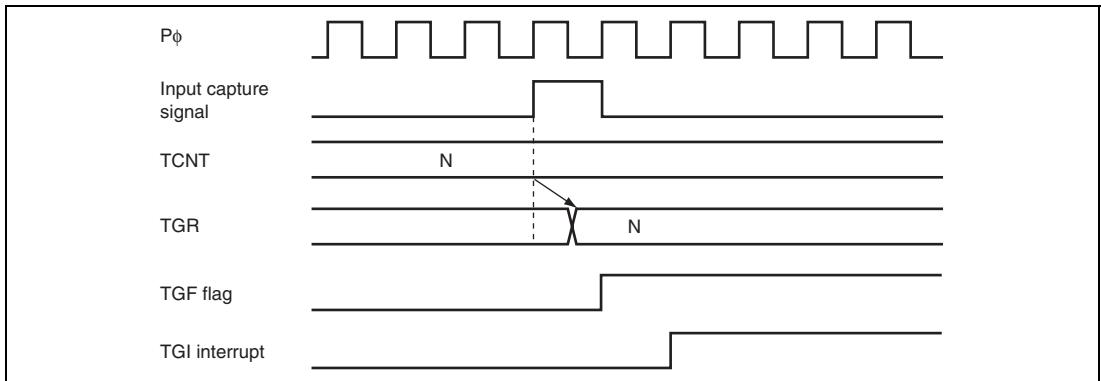 Pϕ
Input capture
signal
TCNT
N
TGR
N
TGF flag
TGI interrupt